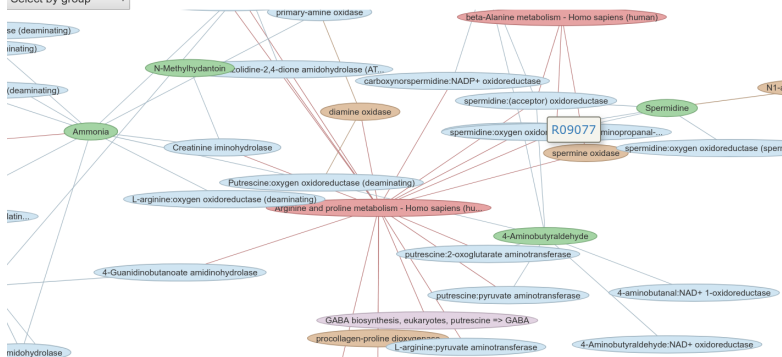 Select by group
primary-amine oxidase
beta-Alanine metabolism - Homo sapiens (human)
se (deaminating)
inating)
N-Methylhydantoin
zolidine-2,4-dione amidohydrolase (AT...
carboxynorspermidine:NADP+ oxidoreductase
(deaminating)
N1-
spermidine:(acceptor) oxidoreductase
Spermidine
diamine oxidase
Ammonia
spermidine:oxygen oxidor
R09077
minopropanal-...
Creatinine iminohydrolase
spermine oxidase
spermidine:oxygen oxidoreductase (sperm
Putrescine:oxygen oxidoreductase (deaminating)
L-arginine:oxygen oxidoreductase (deaminating)
Arginine and proline metabolism - Homo sapiens (hu...
latin...
4-Aminobutyraldehyde
putrescine:2-oxoglutarate aminotransferase
4-Guanidinobutanoate amidinohydrolase
putrescine:pyruvate aminotransferase
4-aminobutanal:NAD+ 1-oxidoreductase
GABA biosynthesis, eukaryotes, putrescine => GABA
procollagen-proline dioxygenase
L-arginine:pyruvate aminotransferase
4-Aminobutyraldehyde:NAD+ oxidoreductase
midohydrolase